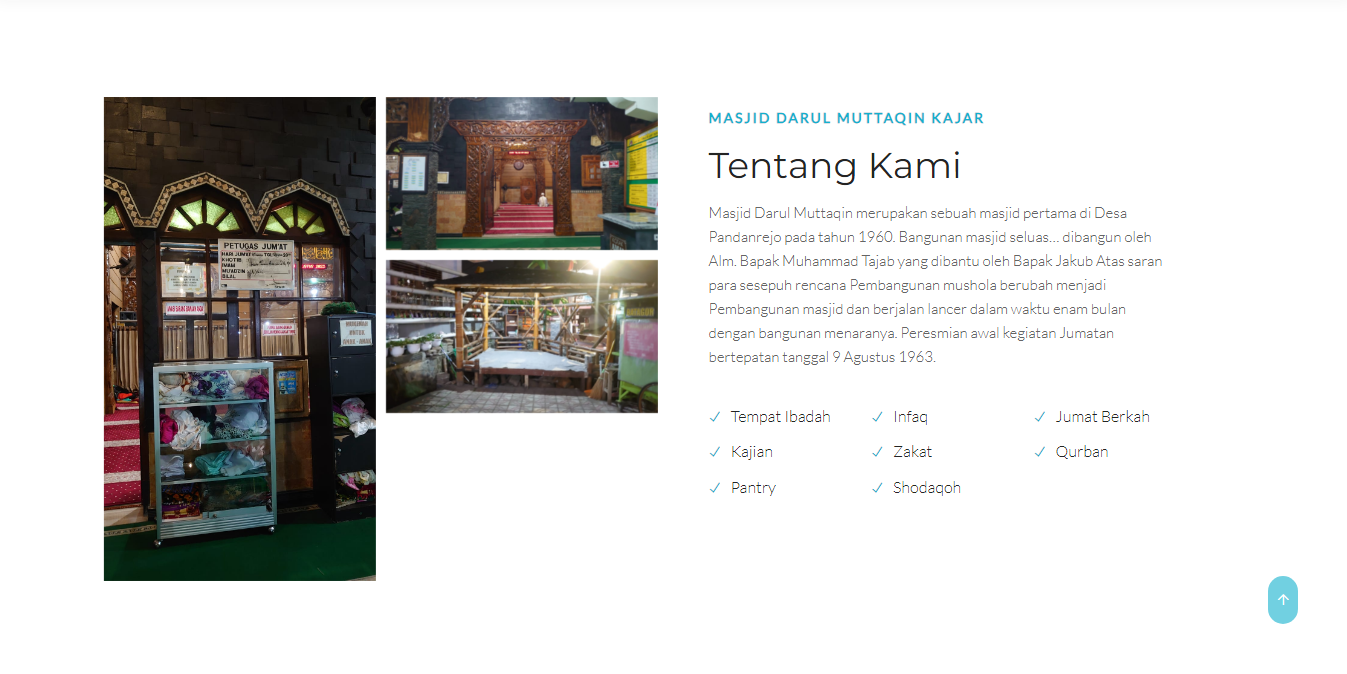 MASJID DARUL MUTTAQIN KAJAR
Tentang Kami
Masjid Darul Muttaqin merupakan sebuah masjid pertama di Desa
Pandanrejo pada tahun 1960. Bangunan masjid seluas... dibangun oleh
Alm. Bapak Muhammad Tajab yang dibantu oleh Bapak Jakub Atas saran
para sesepuh rencana Pembangunan mushola berubah menjadi
Pembangunan masjid dan berjalan lancer dalam waktu enam bulan
dengan bangunan menaranya. Peresmian awal kegiatan Jumatan
bertepatan tanggal 9 Agustus 1963.
Tempat Ibadah
Infaq
Jumat Berkah
Kajian
Zakat
Qurban
Pantry
Shodaqoh
PETUGAS JUM'AT
HARI JUM'AT
KHOTIB
IMAM
MUADZIN
BILAL